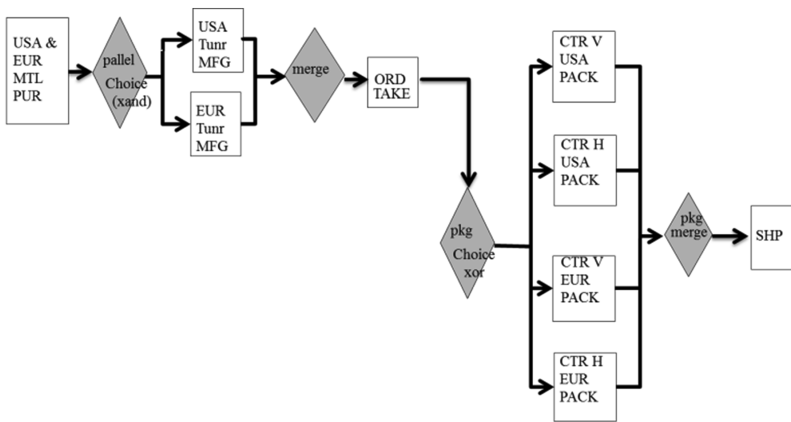 USA &
EUR
MTL
PUR
pallel
Choice
(xand)
USA
Tunr
MFG
EUR
Tunr
MFG
merge
ORD
TAKE
pkg
Choice
xor
CTR V
USA
PACK
CTR H
USA
PACK
CTR V
EUR
PACK
CTR H
EUR
PACK
pkg
merge
SHP